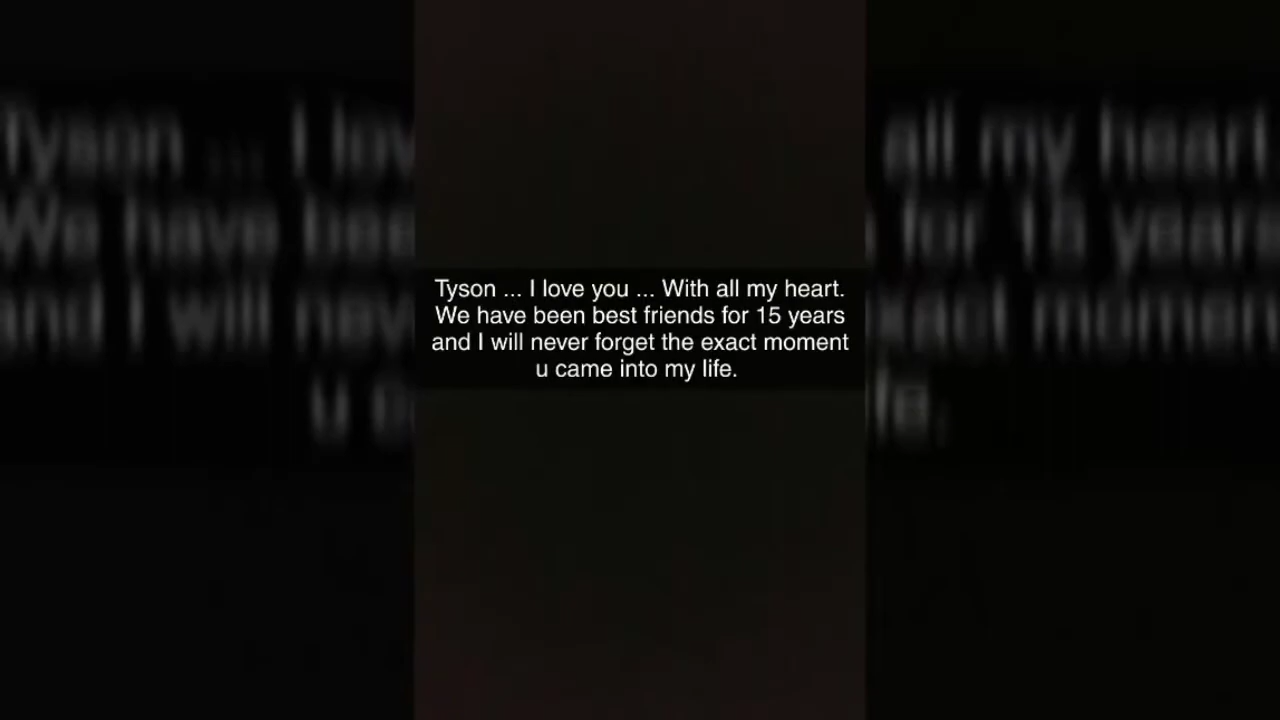 Tyson ... I love you ... With all my heart.
We have been best friends for 15 years
and I will never forget the exact moment
u came into my life.